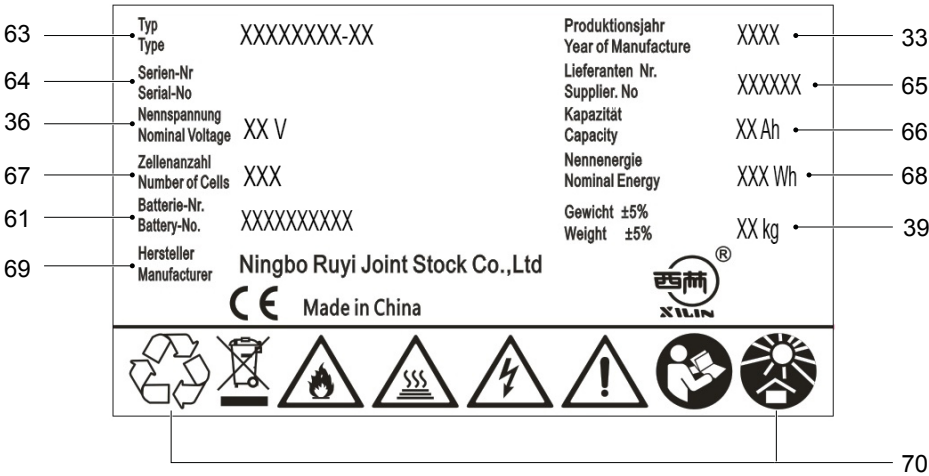 63
Typ
Type
XXXXXXXX-XX
Produktionsjahr
Year of Manufacture
XXXX
33
64
Serien-Nr
Serial-No
Lieferanten Nr.
Supplier. No
XXXXXX
65
36
Nennspannung
Nominal Voltage
XX V
Kapazität
Capacity
XX Ah
66
67
Zellenanzahl
Number of Cells
XXX
Nennenergie
Nominal Energy
XXX Wh
68
61
Batterie-Nr.
Battery-No.
XXXXXXXXXX
Gewicht ±5%
Weight ±5%
XX kg
39
69
Hersteller
Manufacturer
Ningbo Ruyi Joint Stock Co.,Ltd
CE Made in China
西林®
XILIN
70